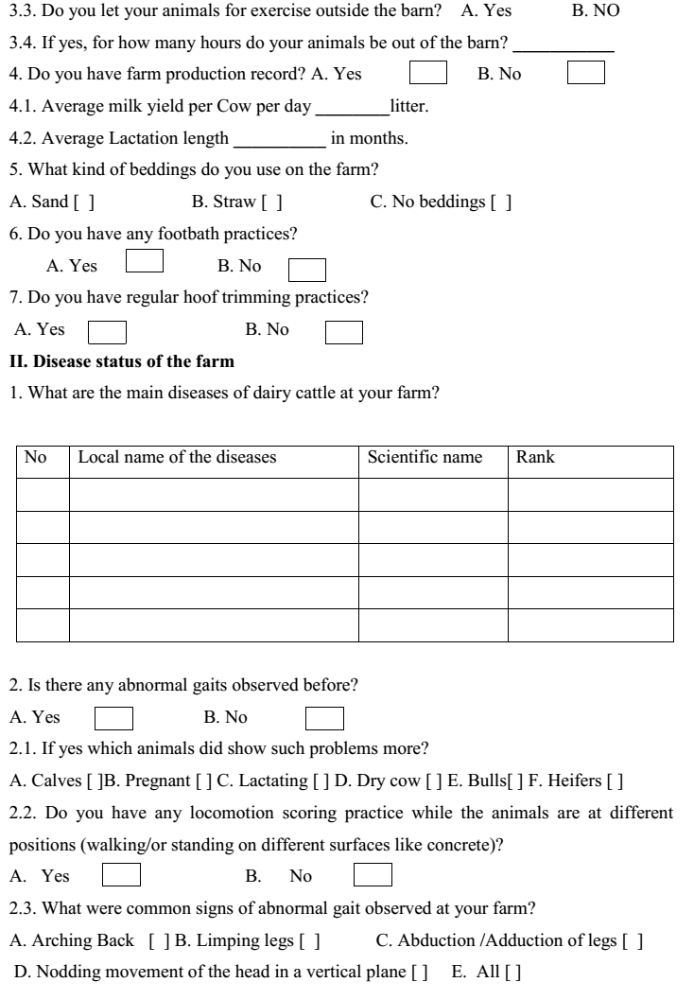 3.3. Do you let your animals for exercise outside the barn? A. Yes B. NO
3.4. If yes, for how many hours do your animals be out of the barn? ___________
4. Do you have farm production record? A. Yes B. No
4.1. Average milk yield per Cow per day ________litter.
4.2. Average Lactation length __________ in months.
5. What kind of beddings do you use on the farm?
A. Sand [ ] B. Straw [ ] C. No beddings [ ]
6. Do you have any footbath practices?
A. Yes B. No
7. Do you have regular hoof trimming practices?
A. Yes B. No
II. Disease status of the farm
1. What are the main diseases of dairy cattle at your farm?
No Local name of the diseases Scientific name Rank
2. Is there any abnormal gaits observed before?
A. Yes B. No
2.1. If yes which animals did show such problems more?
A. Calves [ ]B. Pregnant [ ] C. Lactating [ ] D. Dry cow [ ] E. Bulls[ ] F. Heifers [ ]
2.2. Do you have any locomotion scoring practice while the animals are at different
positions (walking/or standing on different surfaces like concrete)?
A. Yes B. No
2.3. What were common signs of abnormal gait observed at your farm?
A. Arching Back [ ] B. Limping legs [ ] C. Abduction /Adduction of legs [ ]
D. Nodding movement of the head in a vertical plane [ ] E. All [ ]